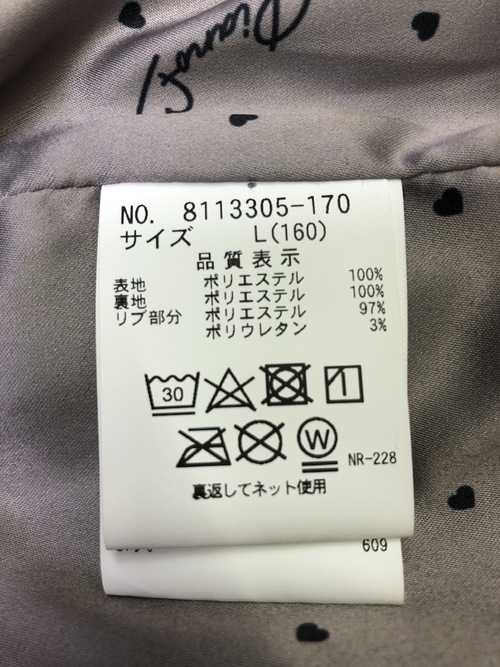 NO. 8113305-170
サイズ L(160)
品質表示
表地 ポリエステル 100%
裏地 ポリエステル 100%
リブ部分 ポリエステル 97%
ポリウレタン 3%
30
W
NR-228
裏返してネット使用
609